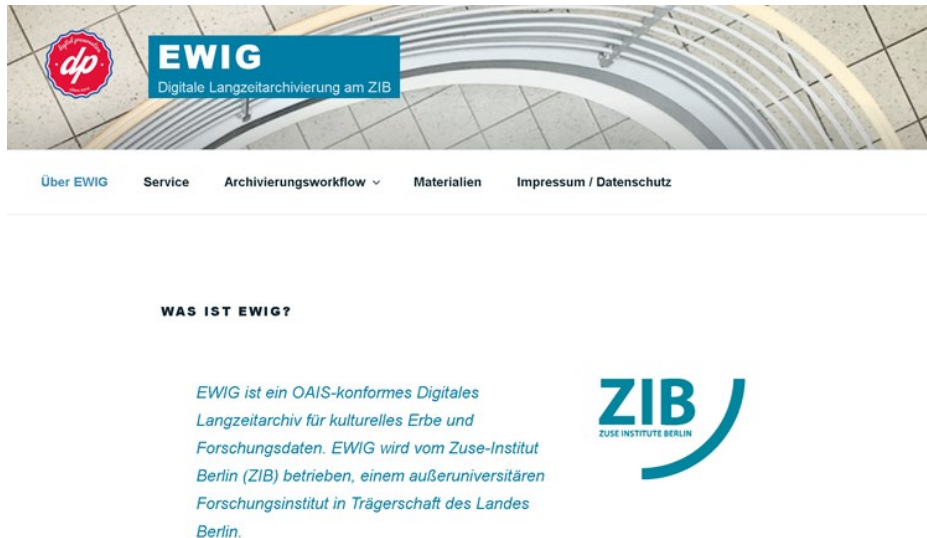 digital preservation
dp
EWIG
Digitale Langzeitarchivierung am ZIB
Über EWIG
Service
Archivierungsworkflow
Materialien
Impressum / Datenschutz
WAS IST EWIG?
EWIG ist ein OAIS-konformes Digitales
Langzeitarchiv für kulturelles Erbe und
Forschungsdaten. EWIG wird vom Zuse-Institut
Berlin (ZIB) betrieben, einem außeruniversitären
Forschungsinstitut in Trägerschaft des Landes
Berlin.
ZIB
ZUSE INSTITUTE BERLIN